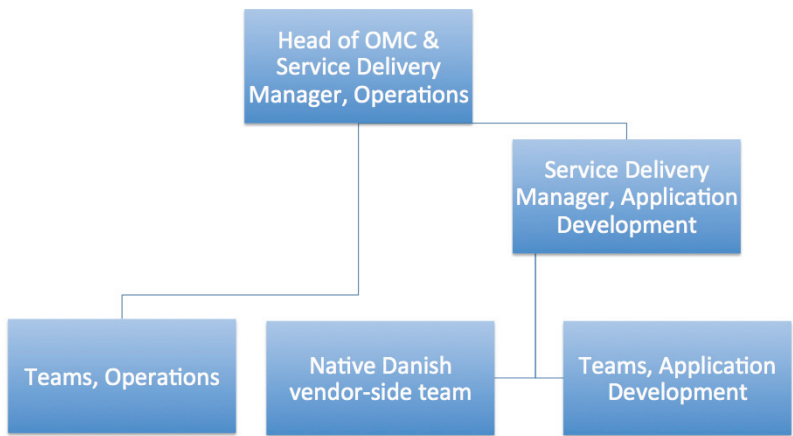 Head of OMC &
Service Delivery
Manager, Operations
Service Delivery
Manager, Application
Development
Teams, Operations
Native Danish
vendor-side team
Teams, Application
Development